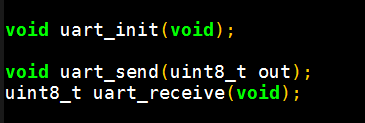 void uart_init(void);
void uart_send(uint8_t out);
uint8_t uart_receive(void);